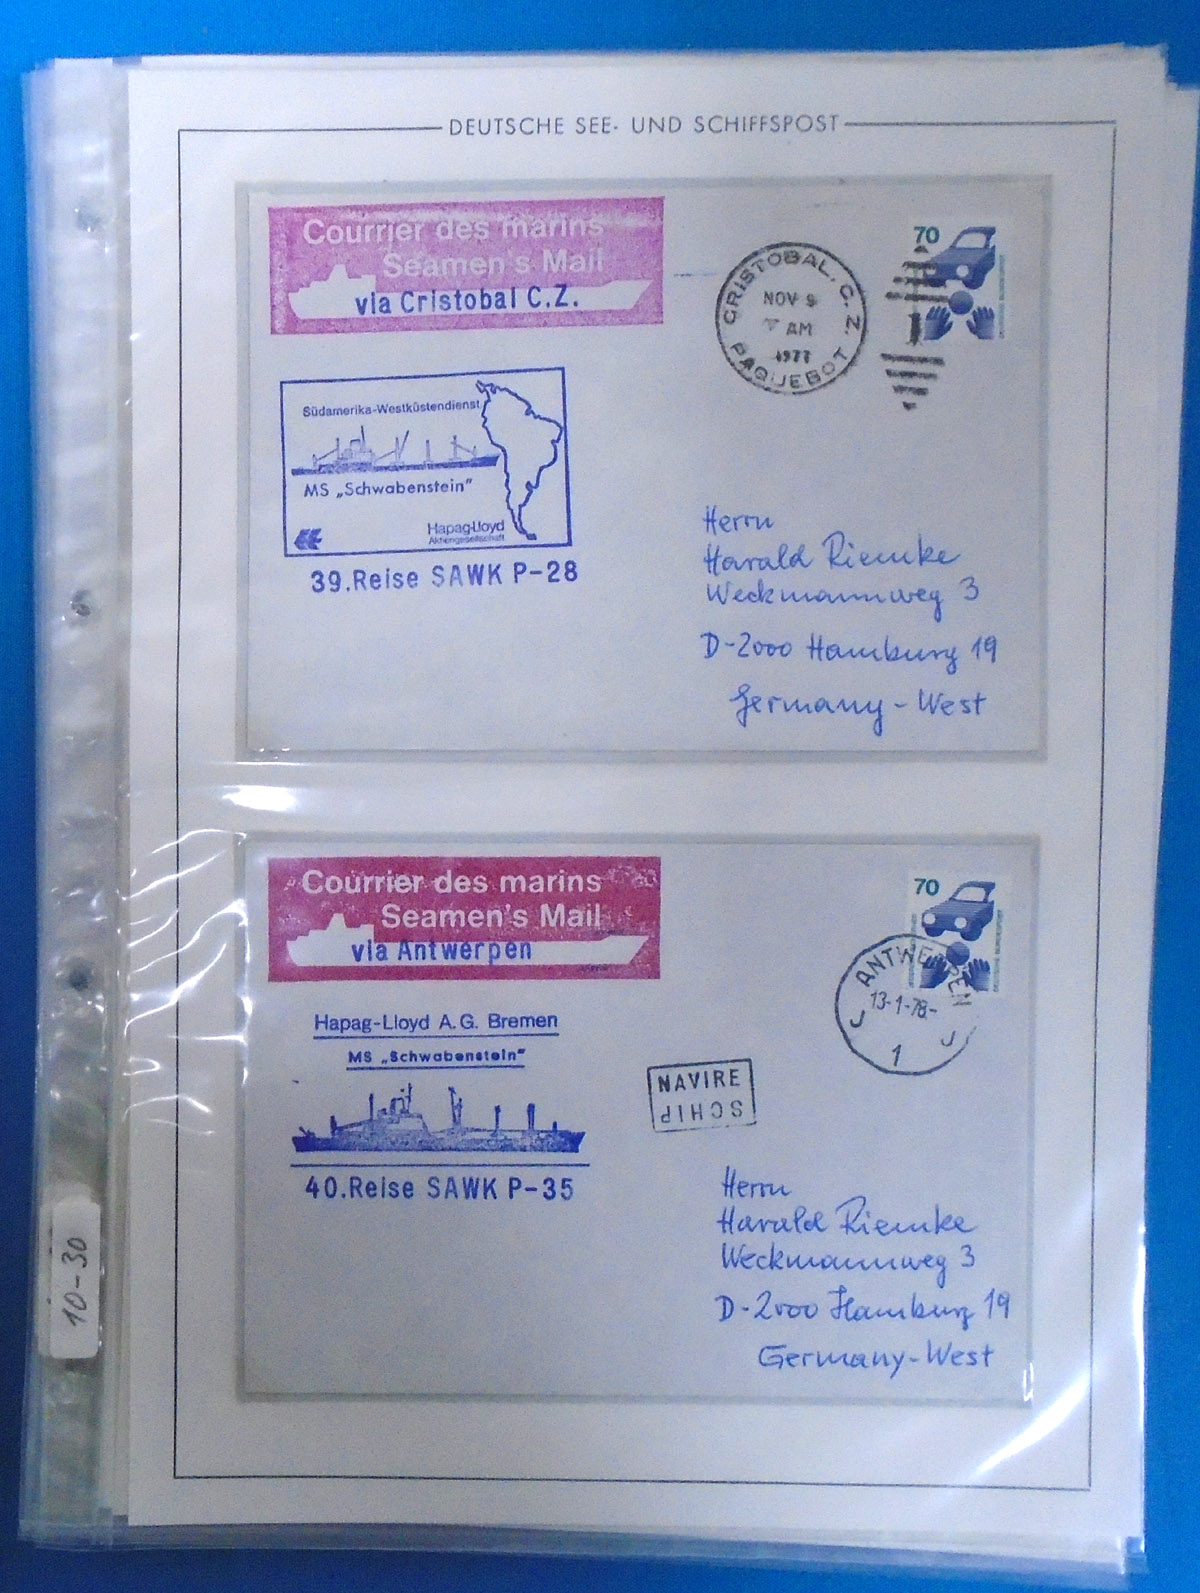 DEUTSCHE SEE- UND SCHIFFSPOST
Courrier des marins
Seamen's Mail
via Cristobal C.Z.
CRISTOBAL, C. Z.
NOV 9
AM
1977
PAQUEBOT
70
Südamerika-Westküstendienst
MS „Schwabenstein"
Hapag-Lloyd
Aktiengesellschaft
39.Reise SAWK P-28
Herrn
Harald Riemke
Weckmannweg 3
D-2000 Hamburg 19
Germany-West
Courrier des marins
Seamen's Mail
via Antwerpen
70
ANTWERPEN
13-1-78-
1
Hapag-Lloyd A.G. Bremen
MS „Schwabenstein"
NAVIRE
SCHIP
40.Reise SAWK P-35
Herrn
Harald Riemke
Weckmannweg 3
D-2000 Hamburg 19
Germany-West
10-30